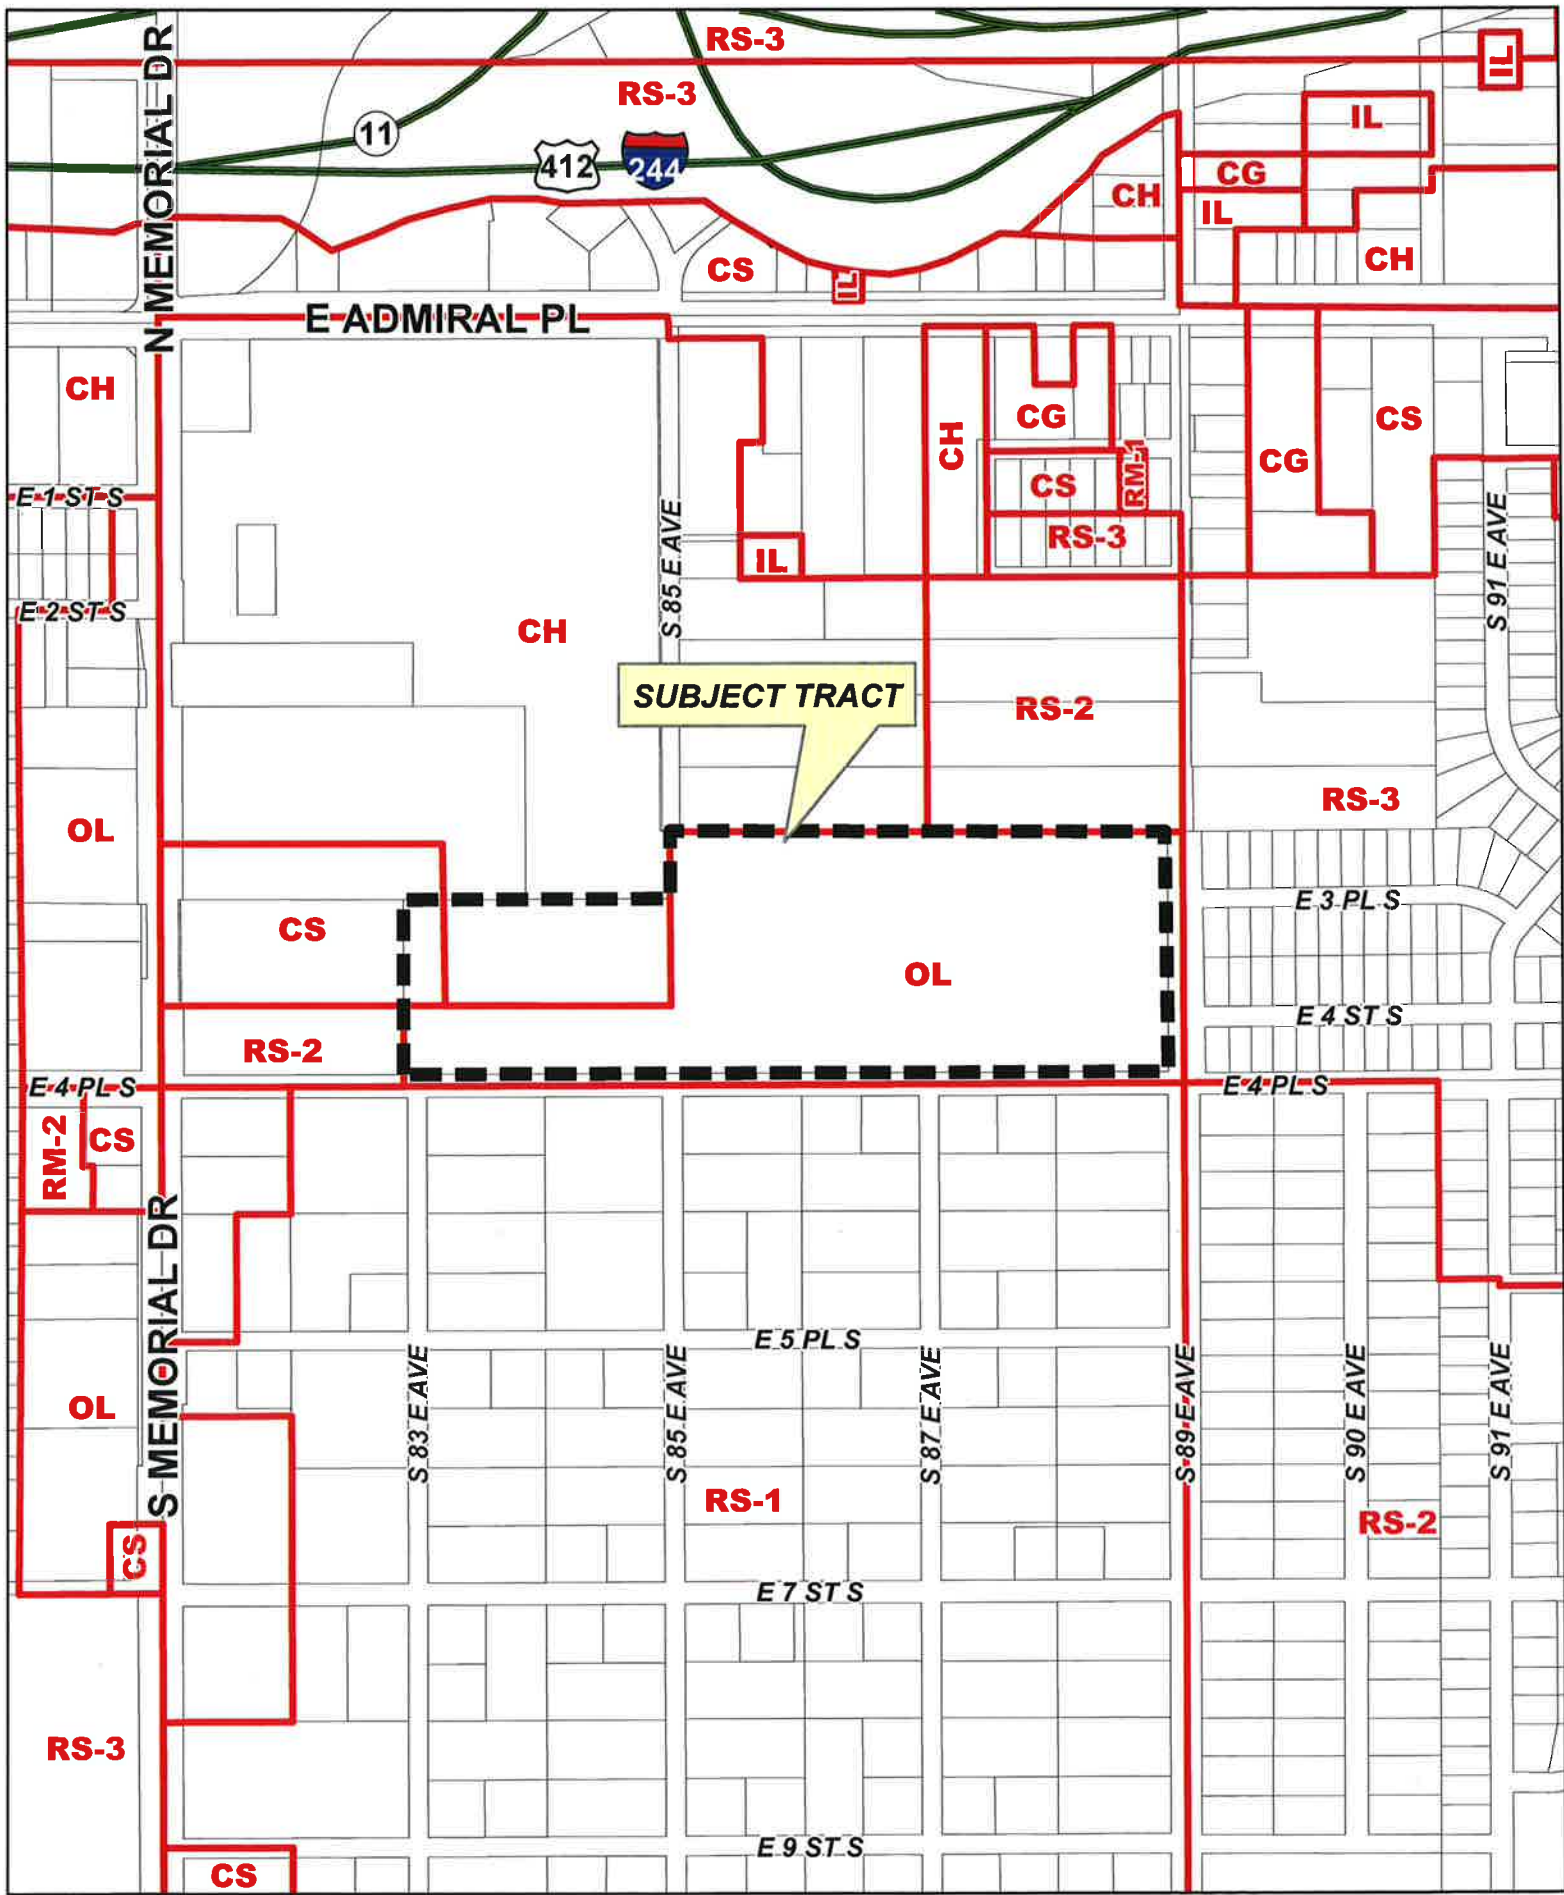 RS-3
IL
RS-3
N MEMORIAL DR
11
412
244
IL
CG
CH
IL
CH
CS
IL
E ADMIRAL PL
CH
CH
CG
CS
CG
CS
RM-1
RS-3
E 1 ST S
S 85 E AVE
IL
S 91 E AVE
E 2 ST S
CH
SUBJECT TRACT
RS-2
RS-3
OL
CS
E 3 PL S
OL
E 4 ST S
RS-2
E 4 PL S
E 4 PL S
RM-2
CS
S MEMORIAL DR
E 5 PL S
OL
S 83 E AVE
S 85 E AVE
S 87 E AVE
S 89 E AVE
S 90 E AVE
S 91 E AVE
RS-1
RS-2
CS
E 7 ST S
RS-3
E 9 ST S
CS